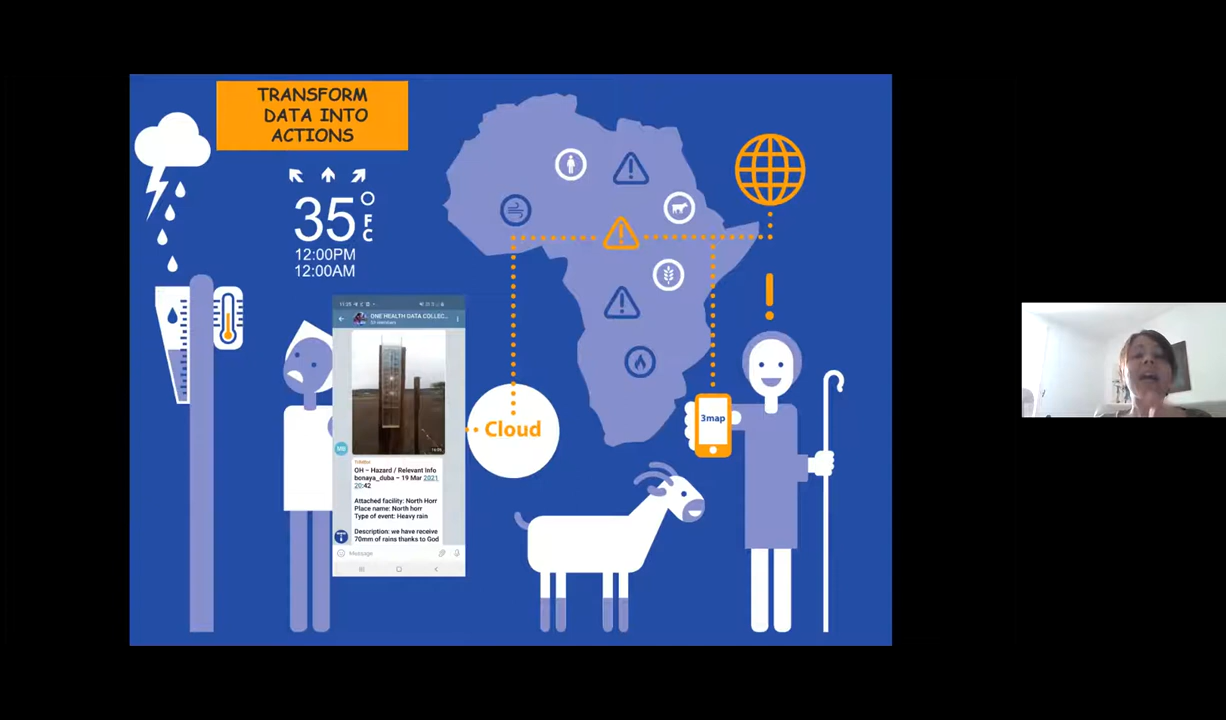 TRANSFORM
DATA INTO
ACTIONS
35
O
F
C
12:00PM
12:00AM
ONE HEALTH DATA COLLEC...
OH – Hazard / Relevant Info
bonaya_duba – 19 Mar 2021
20:42
Attached facility: North Horr
Place name: North horr
Type of event: Heavy rain
Description: we have receive
70mm of rains thanks to God
Message
Cloud
3map
!